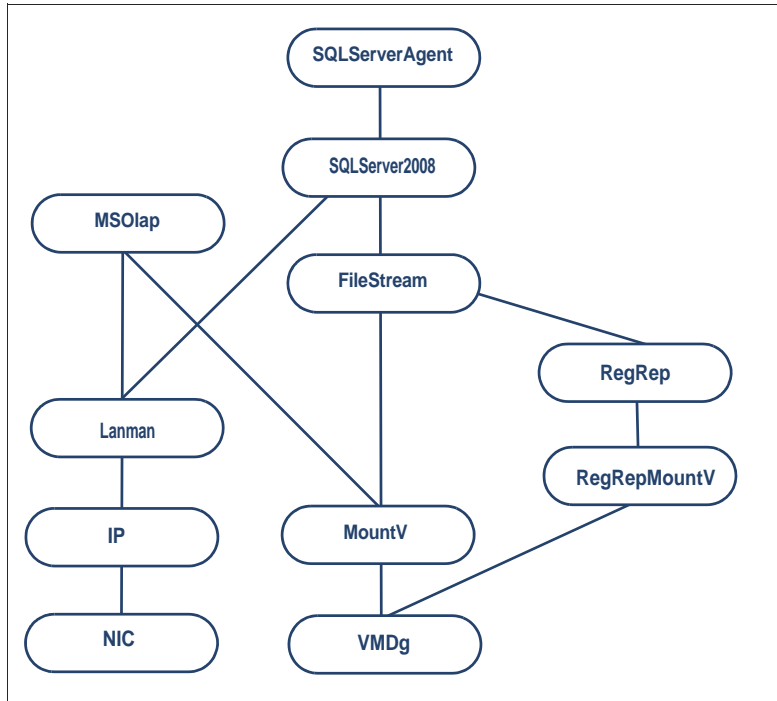 SQLServerAgent
SQLServer2008
MSOlap
FileStream
RegRep
Lanman
RegRepMountV
IP
MountV
NIC
VMDg